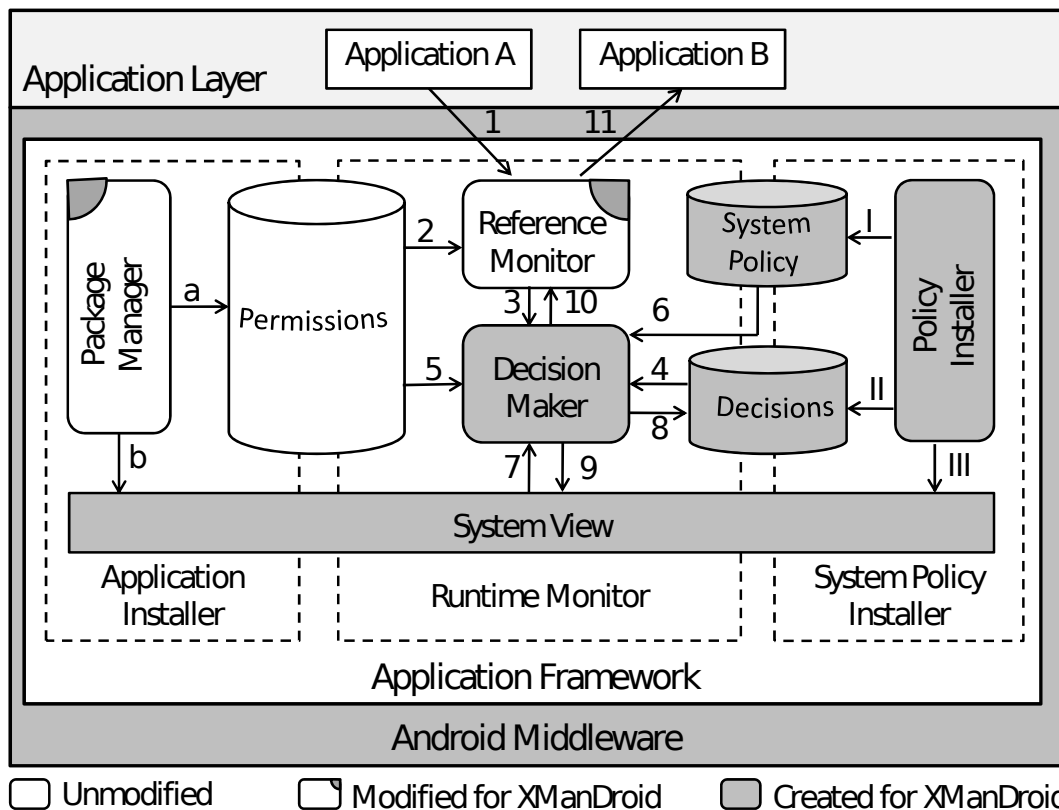 Application A
Application B
Application Layer
1
11
Package
Manager
a
b
Permissions
2
Reference
Monitor
3
10
5
Decision
Maker
7
9
System
Policy
6
4
8
Decisions
I
II
III
Policy
Installer
System View
Application
Installer
Runtime Monitor
System Policy
Installer
Application Framework
Android Middleware
Unmodified
Modified for XManDroid
Created for XManDroid